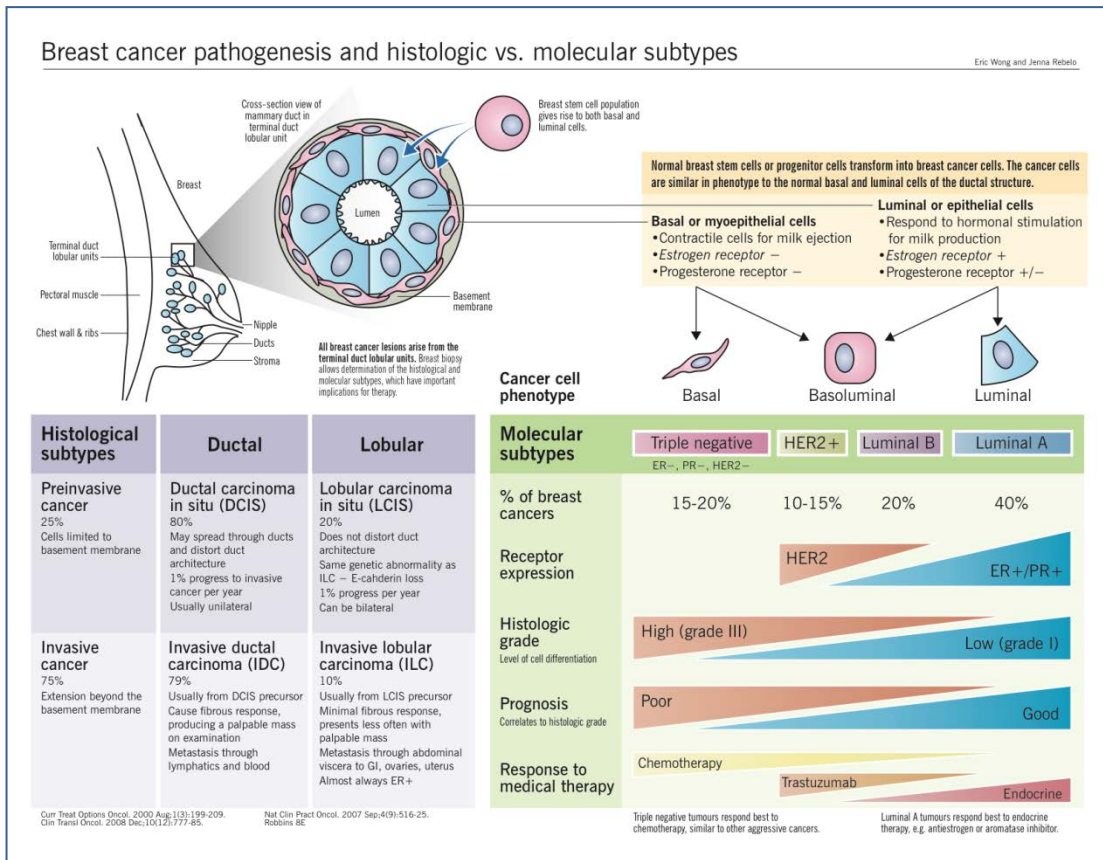 Breast cancer pathogenesis and histologic vs. molecular subtypes
Eric Wong and Jenna Rebelo
Cross-section view of
mammary duct in
terminal duct
lobular unit
Breast stem cell population
gives rise to both basal and
luminal cells.
Breast
Lumen
Terminal duct
lobular units
Pectoral muscle
Chest wall & ribs
Nipple
Ducts
Stroma
Basement
membrane
All breast cancer lesions arise from the
terminal duct lobular units. Breast biopsy
allows determination of the histological and
molecular subtypes, which have important
implications for therapy.
Normal breast stem cells or progenitor cells transform into breast cancer cells. The cancer cells
are similar in phenotype to the normal basal and luminal cells of the ductal structure.
Basal or myoepithelial cells
•Contractile cells for milk ejection
•Estrogen receptor −
•Progesterone receptor −
Luminal or epithelial cells
•Respond to hormonal stimulation
for milk production
•Estrogen receptor +
•Progesterone receptor +/−
Cancer cell
phenotype
Basal
Basoluminal
Luminal
Histological
subtypes
Ductal
Lobular
Preinvasive
cancer
25%
Cells limited to
basement membrane
Ductal carcinoma
in situ (DCIS)
80%
May spread through ducts
and distort duct
architecture
1% progress to invasive
cancer per year
Usually unilateral
Lobular carcinoma
in situ (LCIS)
20%
Does not distort duct
architecture
Same genetic abnormality as
ILC − E-cahderin loss
1% progress per year
Can be bilateral
Invasive
cancer
75%
Extension beyond the
basement membrane
Invasive ductal
carcinoma (IDC)
79%
Usually from DCIS precursor
Cause fibrous response,
producing a palpable mass
on examination
Metastasis through
lymphatics and blood
Invasive lobular
carcinoma (ILC)
10%
Usually from LCIS precursor
Minimal fibrous response,
presents less often with
palpable mass
Metastasis through abdominal
viscera to GI, ovaries, uterus
Almost always ER+
Molecular
subtypes
Triple negative
ER−, PR−, HER2−
HER2+
Luminal B
Luminal A
% of breast
cancers
15-20%
10-15%
20%
40%
Receptor
expression
HER2
ER+/PR+
Histologic
grade
Level of cell differentiation
High (grade III)
Low (grade I)
Prognosis
Correlates to histologic grade
Poor
Good
Response to
medical therapy
Chemotherapy
Trastuzumab
Endocrine
Triple negative tumours respond best to
chemotherapy, similar to other aggressive cancers.
Luminal A tumours respond best to endocrine
therapy, e.g. antiestrogen or aromatase inhibitor.
Curr Treat Options Oncol. 2000 Aug;1(3):199-209.
Clin Transl Oncol. 2008 Dec;10(12):777-85.
Nat Clin Pract Oncol. 2007 Sep;4(9):516-25.
Robbins 8E